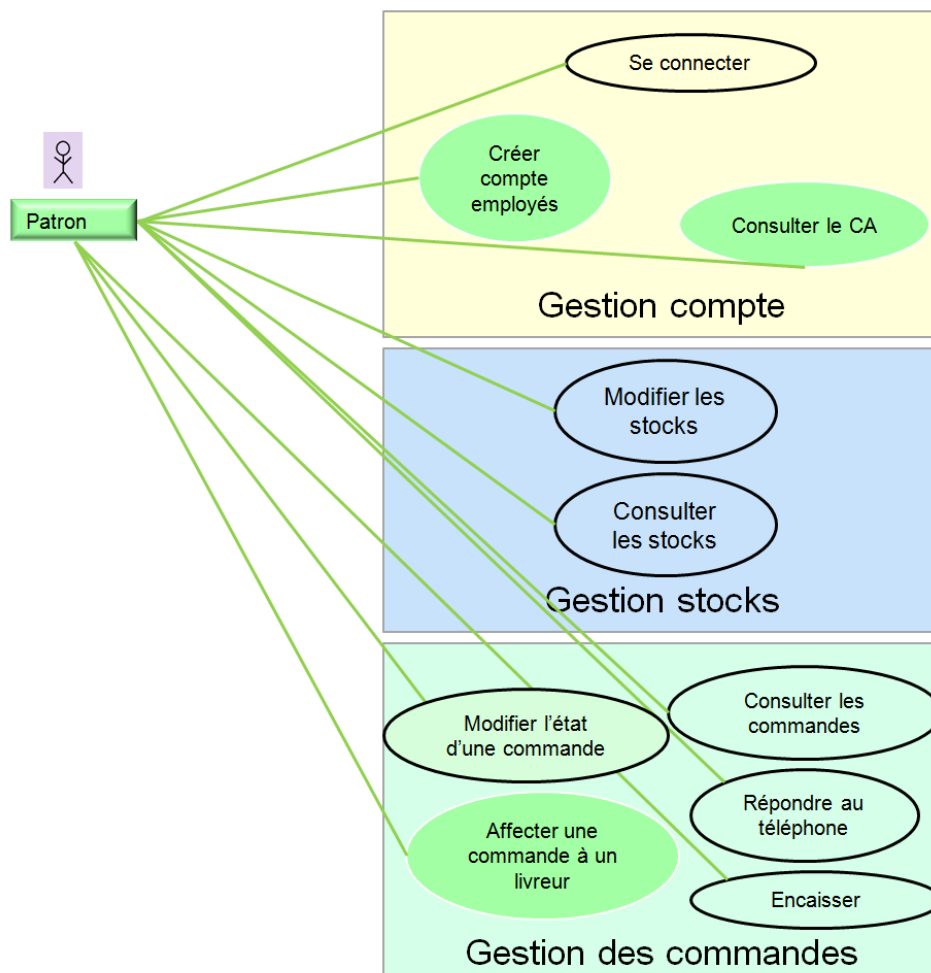 Se connecter
Créer
compte
employés
Patron
Consulter le CA
Gestion compte
Modifier les
stocks
Consulter
les stocks
Gestion stocks
Consulter les
commandes
Modifier l’état
d’une commande
Répondre au
téléphone
Affecter une
commande à un
livreur
Encaisser
Gestion des commandes